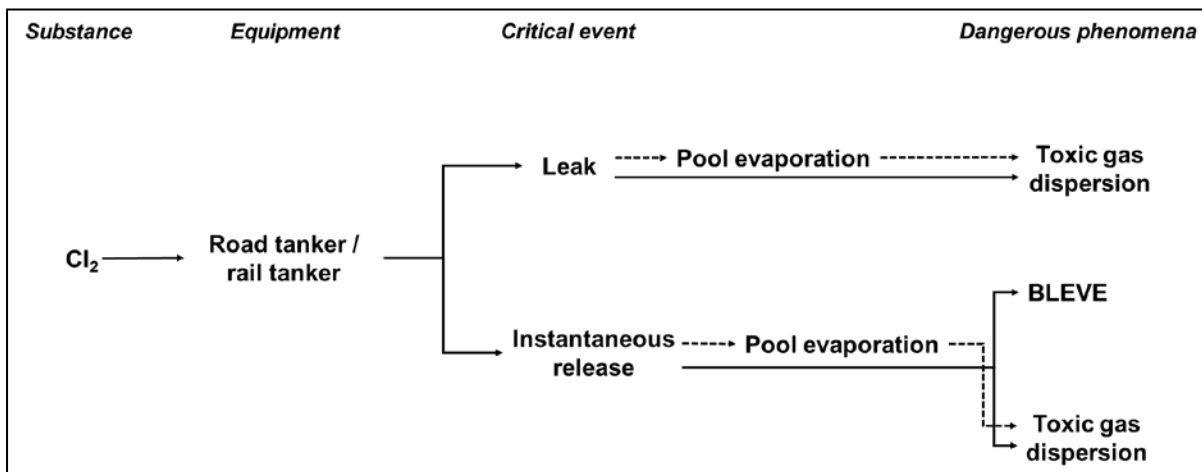 Substance Equipment Critical event Dangerous phenomena
Leak Pool evaporation Toxic gas
dispersion
Cl₂ Road tanker /
rail tanker
BLEVE
Instantaneous
release Pool evaporation
Toxic gas
dispersion